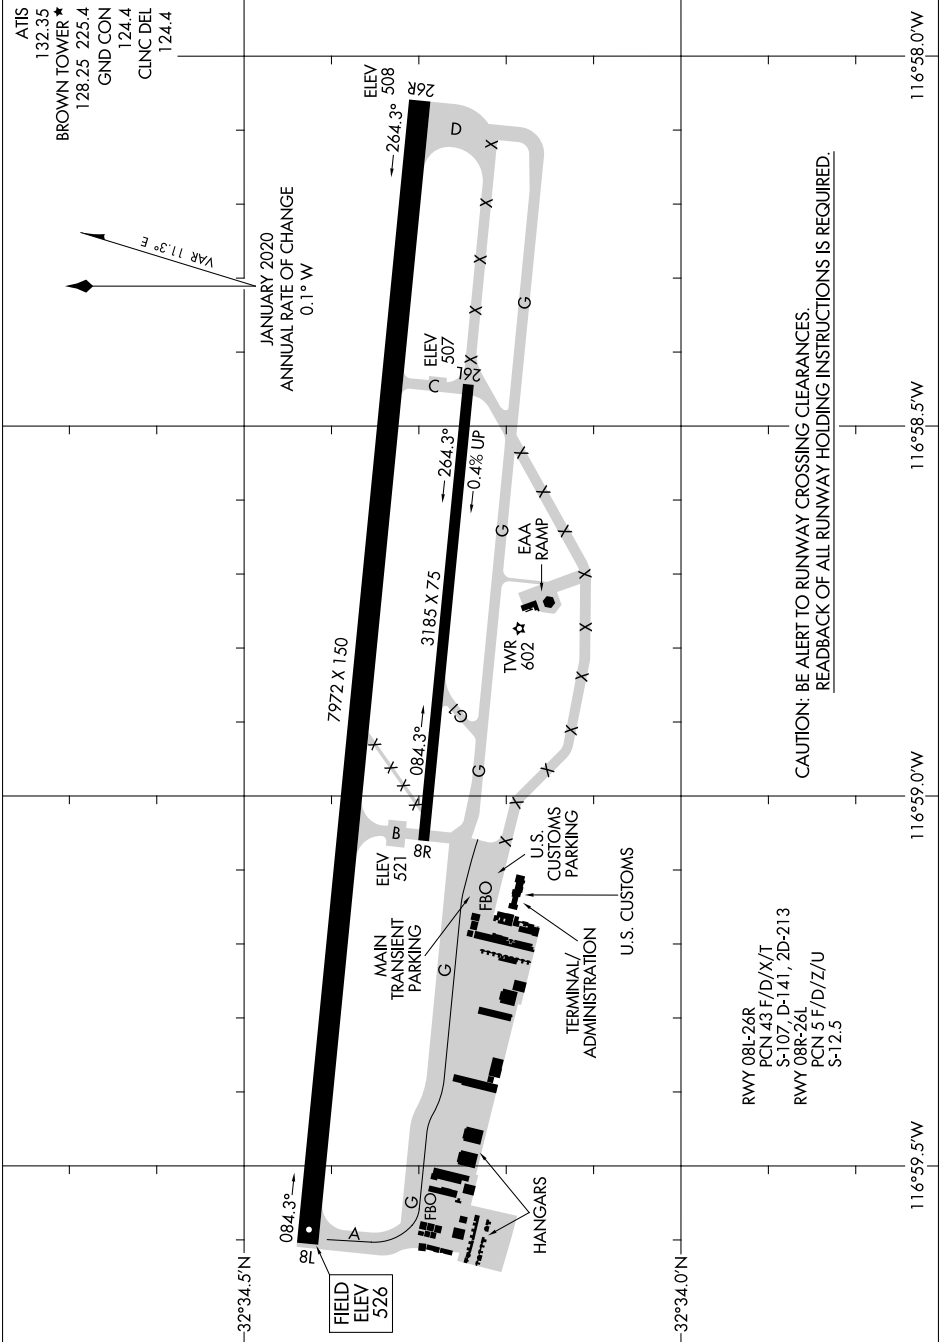 ATIS
132.35
BROWN TOWER ★
128.25 225.4
GND CON
124.4
CLNC DEL
124.4
VAR 11.3° E
JANUARY 2020
ANNUAL RATE OF CHANGE
0.1° W
ELEV
508
26R
264.3°
D
X
X
X
X
X
G
ELEV
507
26L
C
264.3°
0.4% UP
7972 X 150
3185 X 75
G
EAA
RAMP
TWR
602
X
X
X
X
X
X
X
X
X
X
G1
084.3°
G
X
X
X
X
B
8R
ELEV
521
U.S.
CUSTOMS
PARKING
FBO
MAIN
TRANSIENT
PARKING
G
TERMINAL/
ADMINISTRATION
U.S. CUSTOMS
HANGARS
FBO
G
A
084.3°
8L
FIELD
ELEV
526
CAUTION: BE ALERT TO RUNWAY CROSSING CLEARANCES.
READBACK OF ALL RUNWAY HOLDING INSTRUCTIONS IS REQUIRED.
RWY 08L-26R
PCN 43 F/D/X/T
S-107, D-141, 2D-213
RWY 08R-26L
PCN 5 F/D/Z/U
S-12.5
32°34.5'N
32°34.0'N
116°59.5'W
116°59.0'W
116°58.5'W
116°58.0'W